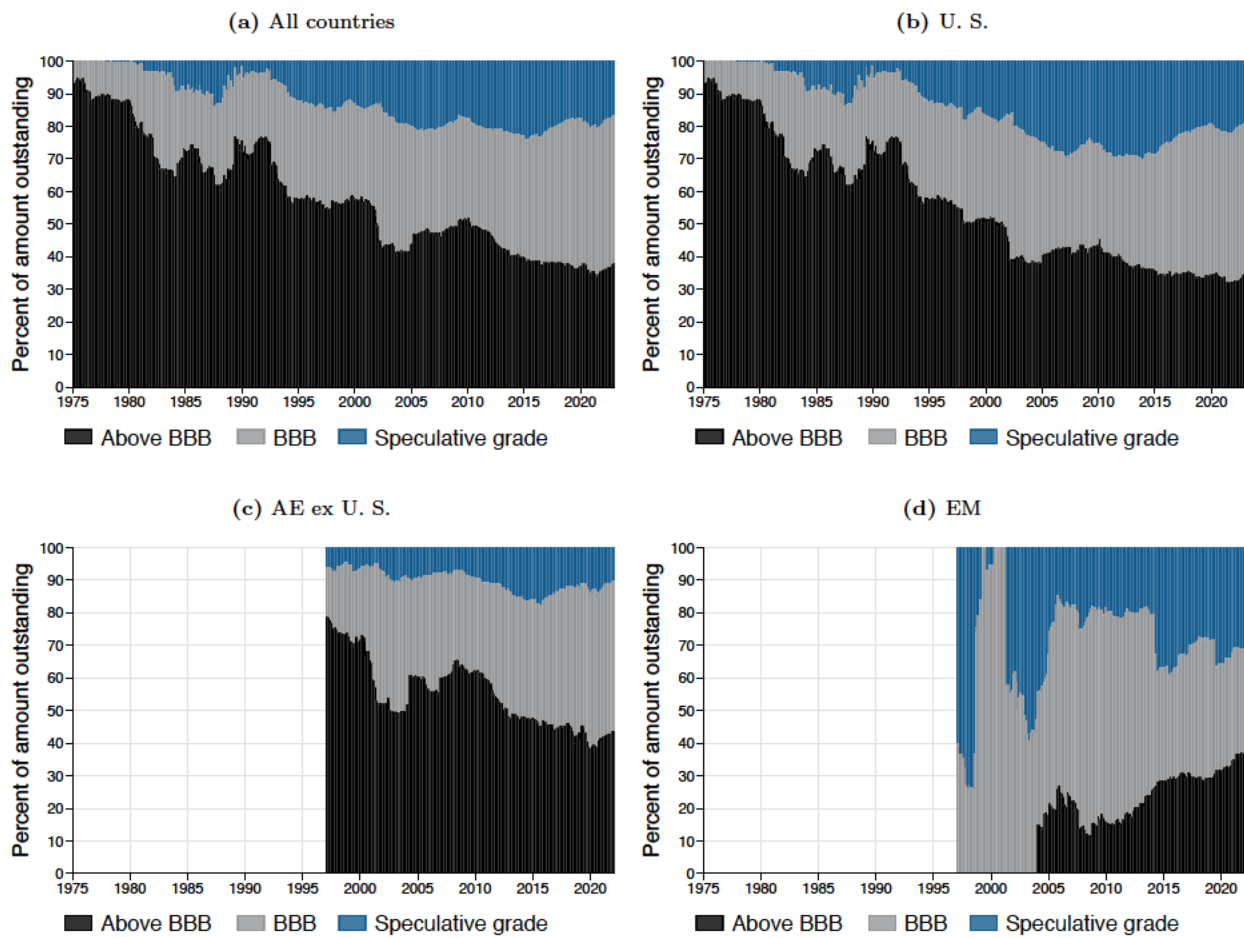 (a) All countries
Percent of amount outstanding
100
90
80
70
60
50
40
30
20
10
0
1975 1980 1985 1990 1995 2000 2005 2010 2015 2020
Above BBB BBB Speculative grade
(b) U. S.
Percent of amount outstanding
100
90
80
70
60
50
40
30
20
10
0
1975 1980 1985 1990 1995 2000 2005 2010 2015 2020
Above BBB BBB Speculative grade
(c) AE ex U. S.
Percent of amount outstanding
100
90
80
70
60
50
40
30
20
10
0
1975 1980 1985 1990 1995 2000 2005 2010 2015 2020
Above BBB BBB Speculative grade
(d) EM
Percent of amount outstanding
100
90
80
70
60
50
40
30
20
10
0
1975 1980 1985 1990 1995 2000 2005 2010 2015 2020
Above BBB BBB Speculative grade